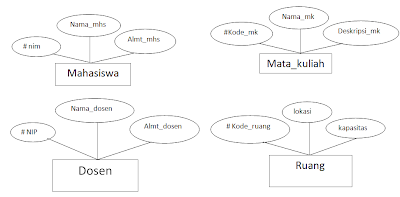 Nama_mhs
# nim
Almt_mhs
Mahasiswa
Nama_mk
#Kode_mk
Deskripsi_mk
Mata_kuliah
Nama_dosen
# NIP
Almt_dosen
Dosen
lokasi
# Kode_ruang
kapasitas
Ruang